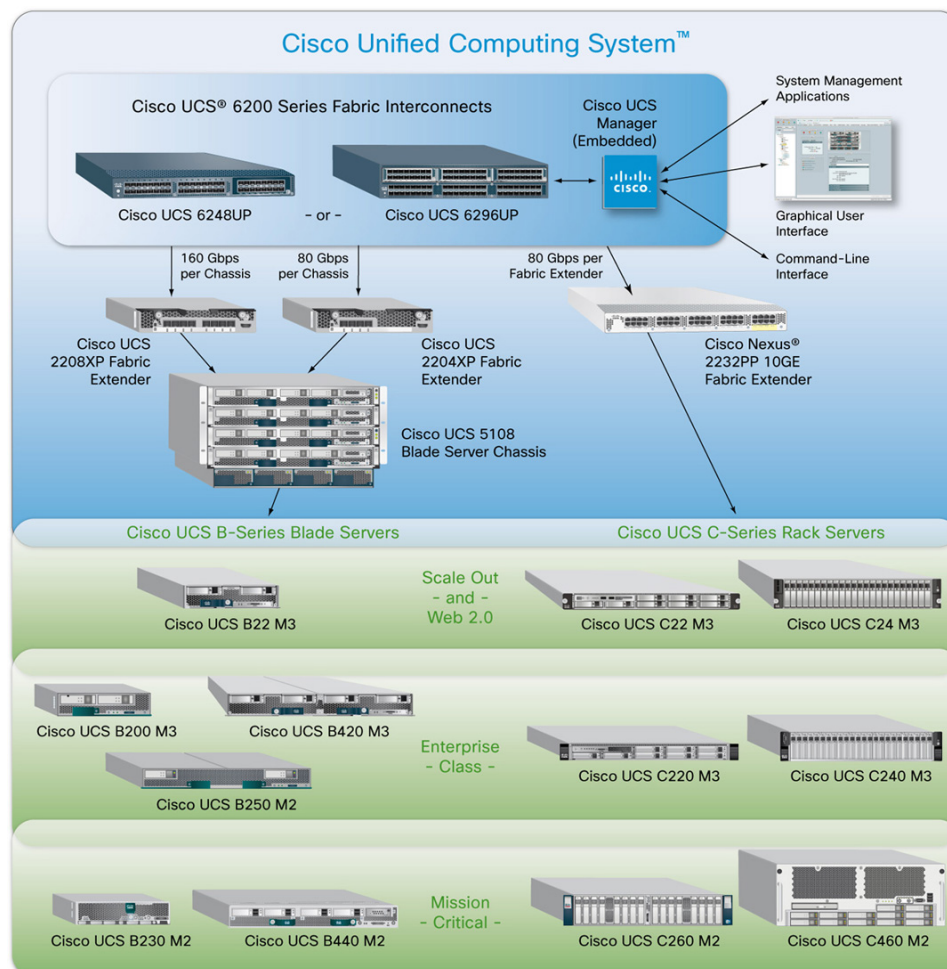 Cisco Unified Computing System™
Cisco UCS® 6200 Series Fabric Interconnects
Cisco UCS
Manager
(Embedded)
System Management
Applications
CISCO.
Cisco UCS 6248UP
- or -
Cisco UCS 6296UP
Graphical User
Interface
Command-Line
Interface
160 Gbps
per Chassis
80 Gbps
per Chassis
80 Gbps per
Fabric Extender
Cisco UCS
2208XP Fabric
Extender
Cisco UCS
2204XP Fabric
Extender
Cisco Nexus®
2232PP 10GE
Fabric Extender
Cisco UCS 5108
Blade Server Chassis
Cisco UCS B-Series Blade Servers
Cisco UCS C-Series Rack Servers
Scale Out
- and -
Web 2.0
Cisco UCS B22 M3
Cisco UCS C22 M3
Cisco UCS C24 M3
Cisco UCS B200 M3
Cisco UCS B420 M3
Cisco UCS B250 M2
Enterprise
- Class -
Cisco UCS C220 M3
Cisco UCS C240 M3
Cisco UCS B230 M2
Cisco UCS B440 M2
Mission
- Critical -
Cisco UCS C260 M2
Cisco UCS C460 M2